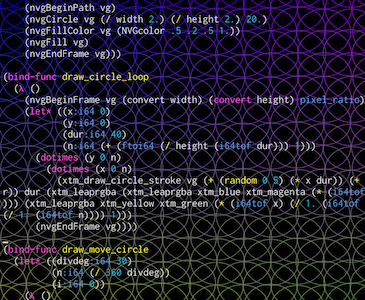 (nvgBeginPath vg)
(nvgCircle vg (/ width 2.) (/ height 2.) 20.)
(nvgFillColor vg (NVGcolor .5 .2 .5 1.))
(nvgFill vg)
(nvgEndFrame vg)))
(bind-func draw_circle_loop
(λ ()
(nvgBeginFrame vg (convert width) (convert height) pixel_ratio)
(let* ((x:i64 0)
(y:i64 0)
(dur:i64 40)
(n:i64 (+ (ftoi64 (/ height (i64tof dur))) 1)))
(dotimes (y 0 n)
(dotimes (x 0 n)
(xtm_draw_circle_stroke vg (+ (random 0 5) (* x dur)) (+
r)) dur (xtm_leaprgba (xtm_leaprgba xtm_blue xtm_magenta (* (i64tof
))) (xtm_leaprgba xtm_yellow xtm_green (* (i64tof x) (/ 1. (i64tof
(/ 1. (i64tof n)))) 1)))
(nvgEndFrame vg))))
(bind-func draw_move_circle
(let* ((divdeg:i64 30)
(n:i64 (/ 360 divdeg))
(i:i64 0))
(λ ()